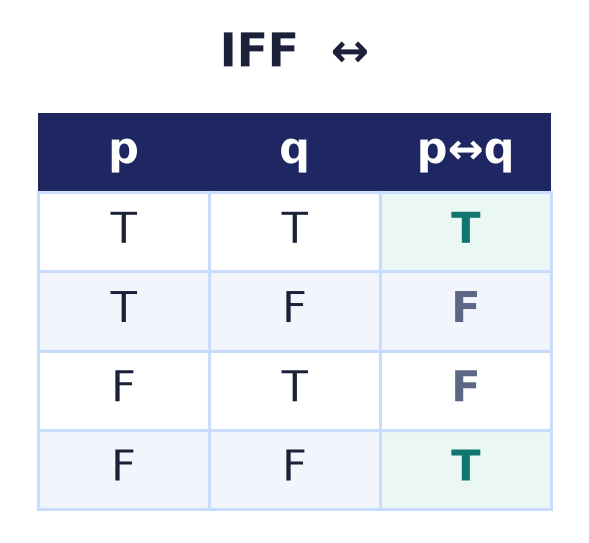 IFF ↔
p q p↔q
T T T
T F F
F T F
F F T